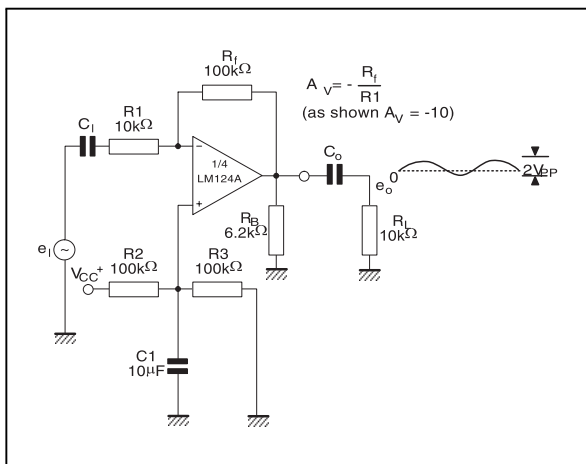 Rf
100kΩ
A V = - Rf
R1
(as shown AV = -10)
R1
10kΩ
CI
1/4
LM124A
Co
0
eo
2VPP
RB
6.2kΩ
RL
10kΩ
eI
VCC+
R2
100kΩ
R3
100kΩ
C1
10µF